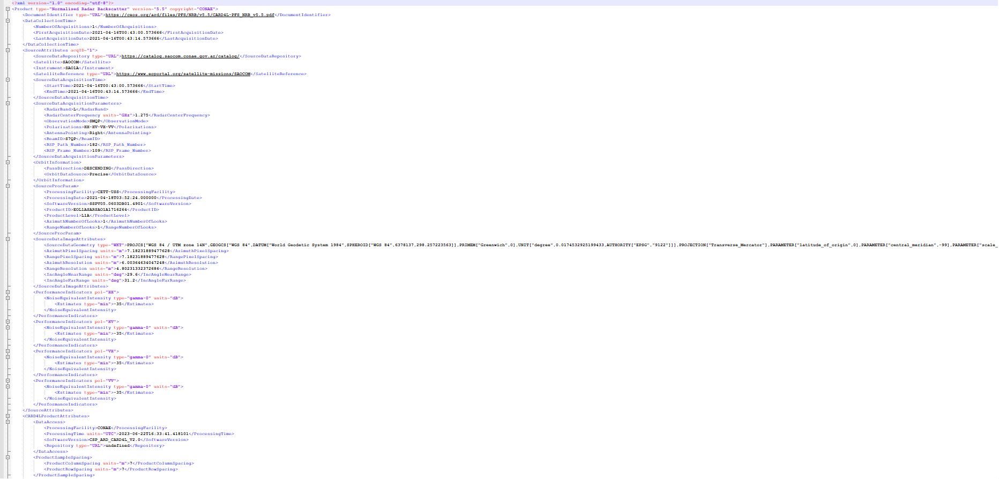 <?xml version="1.0" encoding="utf-8"?>
<Product type="Normalised Radar Backscatter" version="5.5" copyright="CONAE">
<DocumentIdentifier type="URL">https://ceos.org/ard/files/PFS/NRB/v5.5/CARD4L-PFS_NRB_v5.5.pdf</DocumentIdentifier>
<DataCollectionTime>
<NumberOfAcquisitions>1</NumberOfAcquisitions>
<FirstAcquisitionDate>2021-04-16T00:43:00.573666</FirstAcquisitionDate>
<LastAcquisitionDate>2021-04-16T00:43:14.573666</LastAcquisitionDate>
</DataCollectionTime>
<SourceAttributes acqID="1">
<SourceDataRepository type="URL">https://catalog.saocom.conae.gov.ar/catalog/</SourceDataRepository>
<Satellite>SAOCOM</Satellite>
<Instrument>SAO1A</Instrument>
<SatelliteReference type="URL">https://www.eoportal.org/satellite-missions/SAOCOM</SatelliteReference>
<SourceDataAcquisitionTime>
<StartTime>2021-04-16T00:43:00.573666</StartTime>
<EndTime>2021-04-16T00:43:14.573666</EndTime>
</SourceDataAcquisitionTime>
<SourceDataAcquisitionParameters>
<RadarBand>L</RadarBand>
<RadarCenterFrequency units="GHz">1.275</RadarCenterFrequency>
<ObservationMode>SMQP</ObservationMode>
<Polarizations>HH-HV-VH-VV</Polarizations>
<AntennaPointing>Right</AntennaPointing>
<BeamID>S7QP</BeamID>
<RSP_Path_Number>182</RSP_Path_Number>
<RSP_Frame_Number>109</RSP_Frame_Number>
</SourceDataAcquisitionParameters>
<OrbitInformation>
<PassDirection>DESCENDING</PassDirection>
<OrbitDataSource>Precise</OrbitDataSource>
</OrbitInformation>
<SourceProcParam>
<ProcessingFacility>CETT-USS</ProcessingFacility>
<ProcessingDate>2021-04-18T03:52:24.000000</ProcessingDate>
<SoftwareVersion>SSPV05.0603DB01.4901</SoftwareVersion>
<ProductID>EOL1ASARSAO1A1716264</ProductID>
<ProductLevel>L1A</ProductLevel>
<AzimuthNumberOfLooks>1</AzimuthNumberOfLooks>
<RangeNumberOfLooks>1</RangeNumberOfLooks>
</SourceProcParam>
<SourceDataImageAttributes>
<SourceDataGeometry type="WKT">PROJCS["WGS 84 / UTM zone 14N",GEOGCS["WGS 84",DATUM["World Geodetic System 1984",SPHEROID["WGS 84",6378137,298.257223563]],PRIMEM["Greenwich",0],UNIT["degree",0.0174532925199433,AUTHORITY["EPSG","9122"]]],PROJECTION["Transverse_Mercator"],PARAMETER["latitude_of_origin",0],PARAMETER["central_meridian",-99],PARAMETER["scale_
<AzimuthPixelSpacing units="m">7.18231889477628</AzimuthPixelSpacing>
<RangePixelSpacing units="m">7.18231889477628</RangePixelSpacing>
<AzimuthResolution units="m">6.00364634047248</AzimuthResolution>
<RangeResolution units="m">4.80231332372686</RangeResolution>
<IncAngleNearRange units="deg">29.6</IncAngleNearRange>
<IncAngleFarRange units="deg">31.2</IncAngleFarRange>
</SourceDataImageAttributes>
<PerformanceIndicators pol="HH">
<NoiseEquivalentIntensity type="gamma-0" units="dB">
<Estimates type="min">-35</Estimates>
</NoiseEquivalentIntensity>
</PerformanceIndicators>
<PerformanceIndicators pol="HV">
<NoiseEquivalentIntensity type="gamma-0" units="dB">
<Estimates type="min">-35</Estimates>
</NoiseEquivalentIntensity>
</PerformanceIndicators>
<PerformanceIndicators pol="VH">
<NoiseEquivalentIntensity type="gamma-0" units="dB">
<Estimates type="min">-35</Estimates>
</NoiseEquivalentIntensity>
</PerformanceIndicators>
<PerformanceIndicators pol="VV">
<NoiseEquivalentIntensity type="gamma-0" units="dB">
<Estimates type="min">-35</Estimates>
</NoiseEquivalentIntensity>
</PerformanceIndicators>
</SourceAttributes>
<CARD4LProductAttributes>
<DataAccess>
<ProcessingFacility>CONAE</ProcessingFacility>
<ProcessingTime units="UTC">2023-06-22T16:33:41.418101</ProcessingTime>
<SoftwareVersion>CSP_ARD_CARD4L_V2.0</SoftwareVersion>
<Repository type="URL">undefined</Repository>
</DataAccess>
<ProductSampleSpacing>
<ProductColumnSpacing units="m">7</ProductColumnSpacing>
<ProductRowSpacing units="m">7</ProductRowSpacing>
</ProductSampleSpacing>